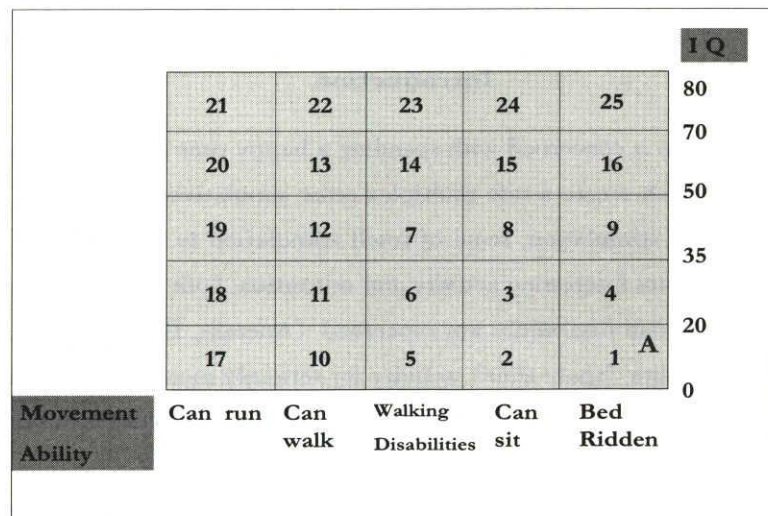 I Q
80
21 22 23 24 25
70
20 13 14 15 16
50
19 12 7 8 9
35
18 11 6 3 4
20
17 10 5 2 1 A
0
Movement Can run Can Walking Can Bed
Ability walk Disabilities sit Ridden